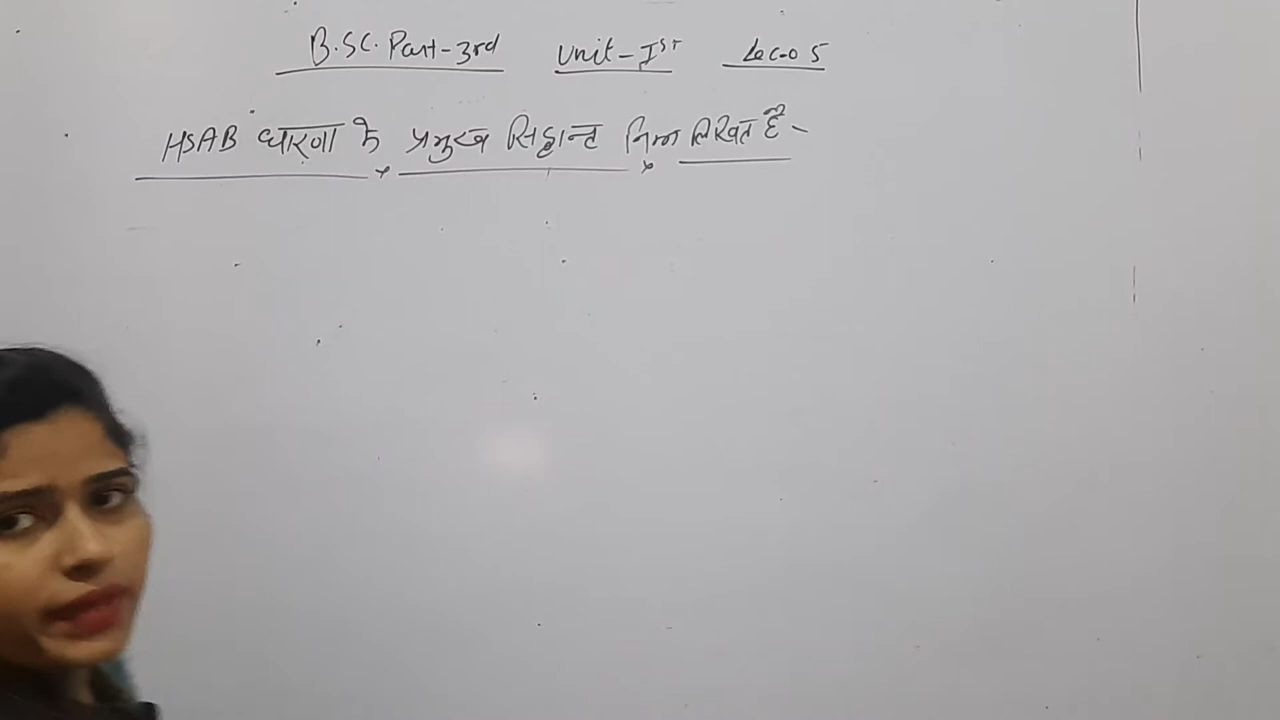 B.SC. Part-3rd Unit-Ist Lec-05
HSAB धारणा के प्रमुख सिद्धान्त निम्न लिखित है -